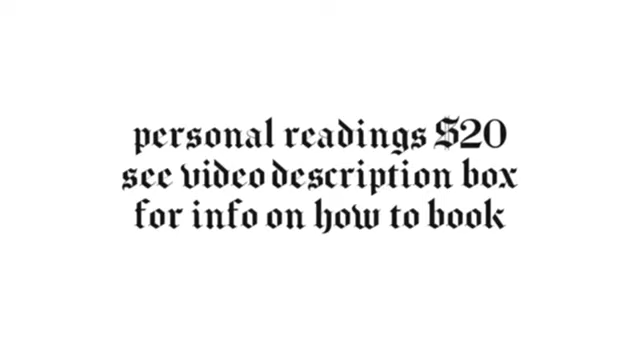 personal readings $20
see video description box
for info on how to book